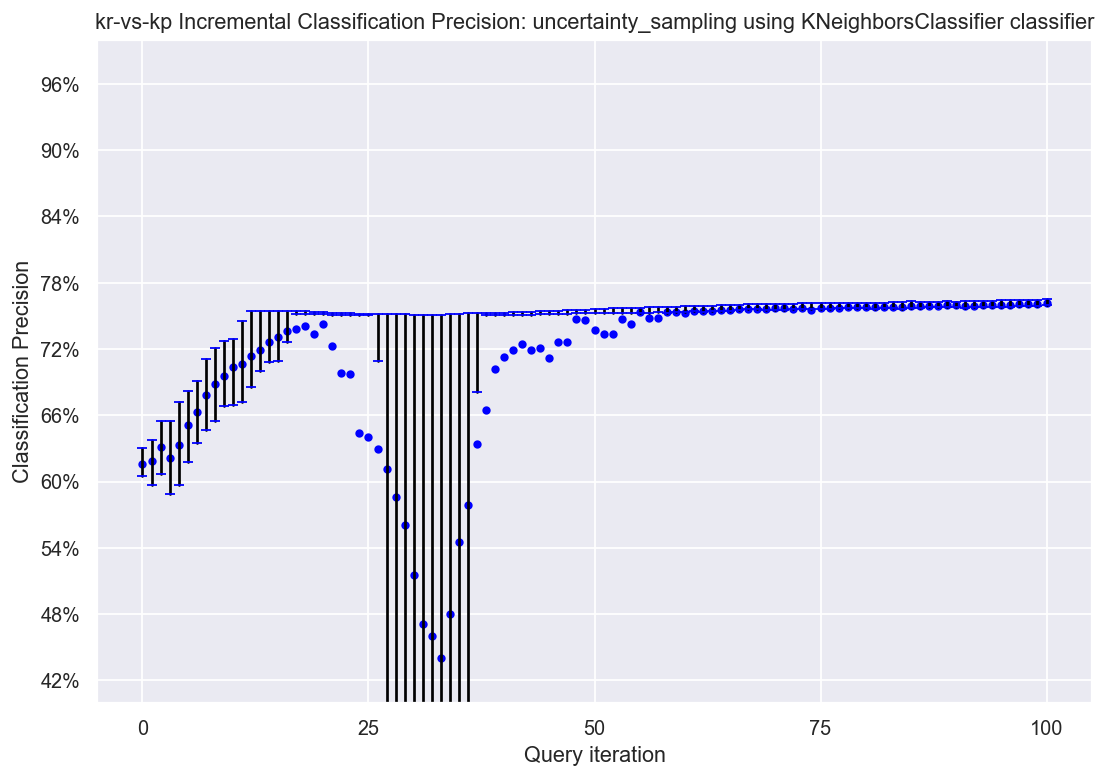 kr-vs-kp Incremental Classification Precision: uncertainty_sampling using KNeighborsClassifier classifier
96%
90%
84%
78%
72%
66%
60%
54%
48%
42%
Classification Precision
0 25 50 75 100
Query iteration